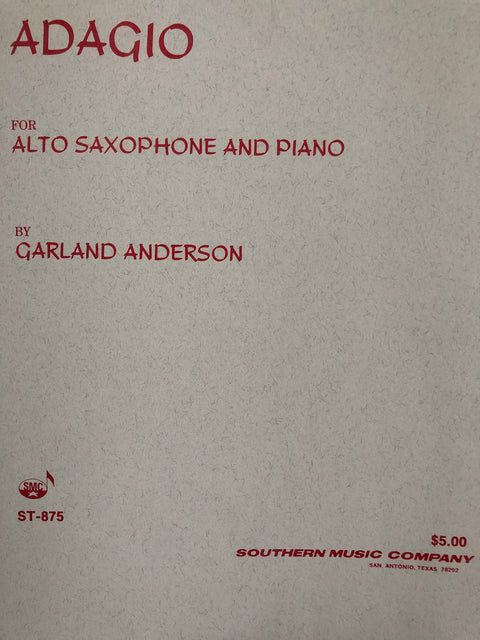 ADAGIO
FOR
ALTO SAXOPHONE AND PIANO
BY
GARLAND ANDERSON
SMC
ST-875
$5.00
SOUTHERN MUSIC COMPANY
SAN ANTONIO, TEXAS 78292